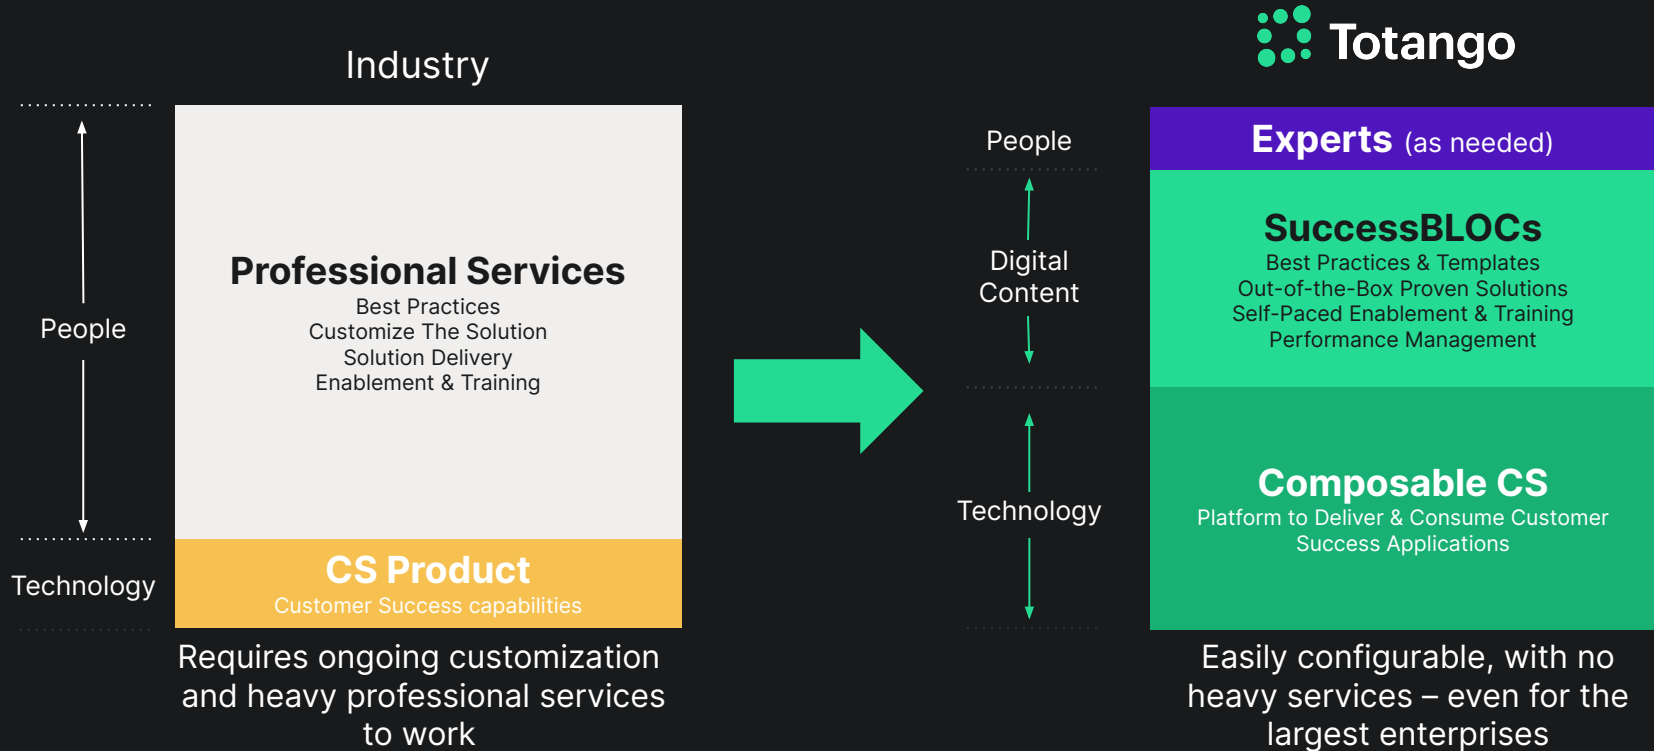 Industry
People
Technology
Professional Services
Best Practices
Customize The Solution
Solution Delivery
Enablement & Training
CS Product
Customer Success capabilities
Requires ongoing customization
and heavy professional services
to work
Totango
People
Digital
Content
Technology
Experts (as needed)
SuccessBLOCs
Best Practices & Templates
Out-of-the-Box Proven Solutions
Self-Paced Enablement & Training
Performance Management
Composable CS
Platform to Deliver & Consume Customer
Success Applications
Easily configurable, with no
heavy services – even for the
largest enterprises